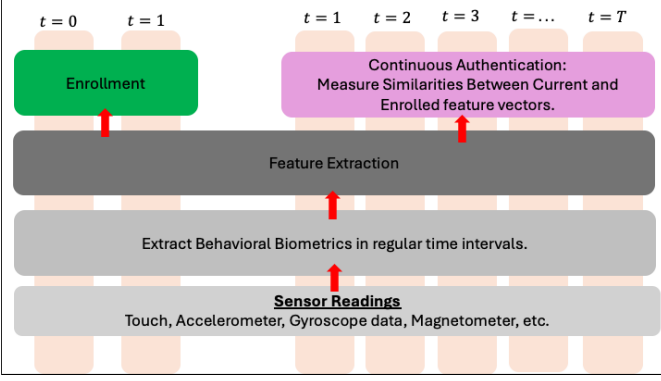 t = 0 t = 1 t = 1 t = 2 t = 3 t = ... t = T
Enrollment
Continuous Authentication:
Measure Similarities Between Current and
Enrolled feature vectors.
Feature Extraction
Extract Behavioral Biometrics in regular time intervals.
Sensor Readings
Touch, Accelerometer, Gyroscope data, Magnetometer, etc.